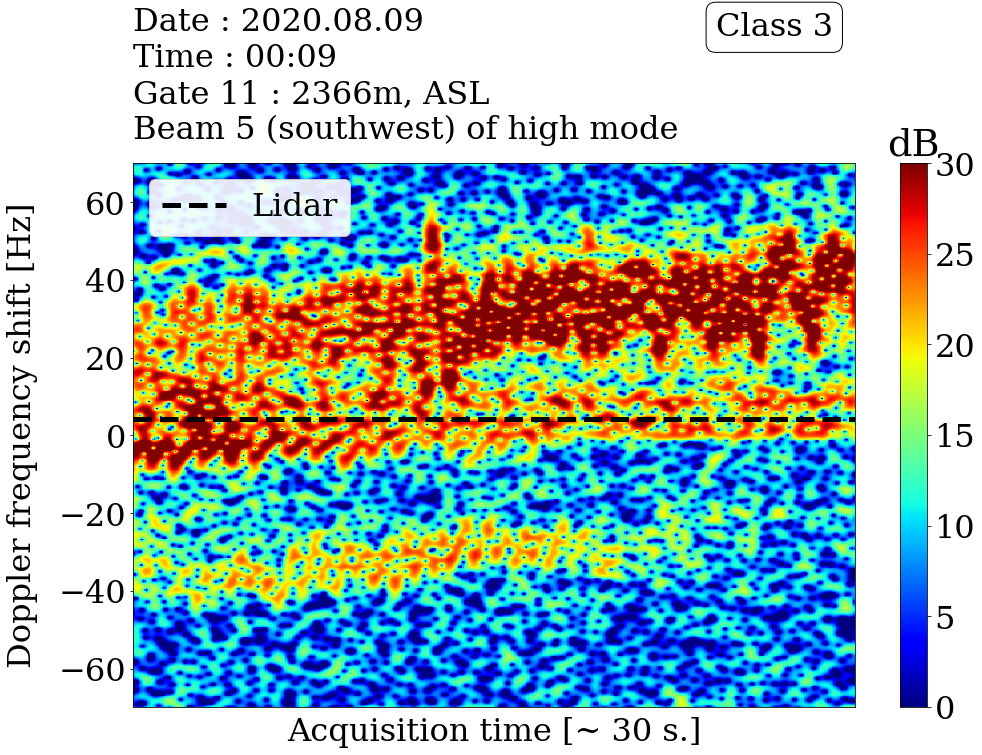 Date : 2020.08.09
Time : 00:09
Gate 11 : 2366m, ASL
Beam 5 (southwest) of high mode
Class 3
dB
Lidar
Doppler frequency shift [Hz]
60
40
20
0
−20
−40
−60
30
25
20
15
10
5
0
Acquisition time [~ 30 s.]